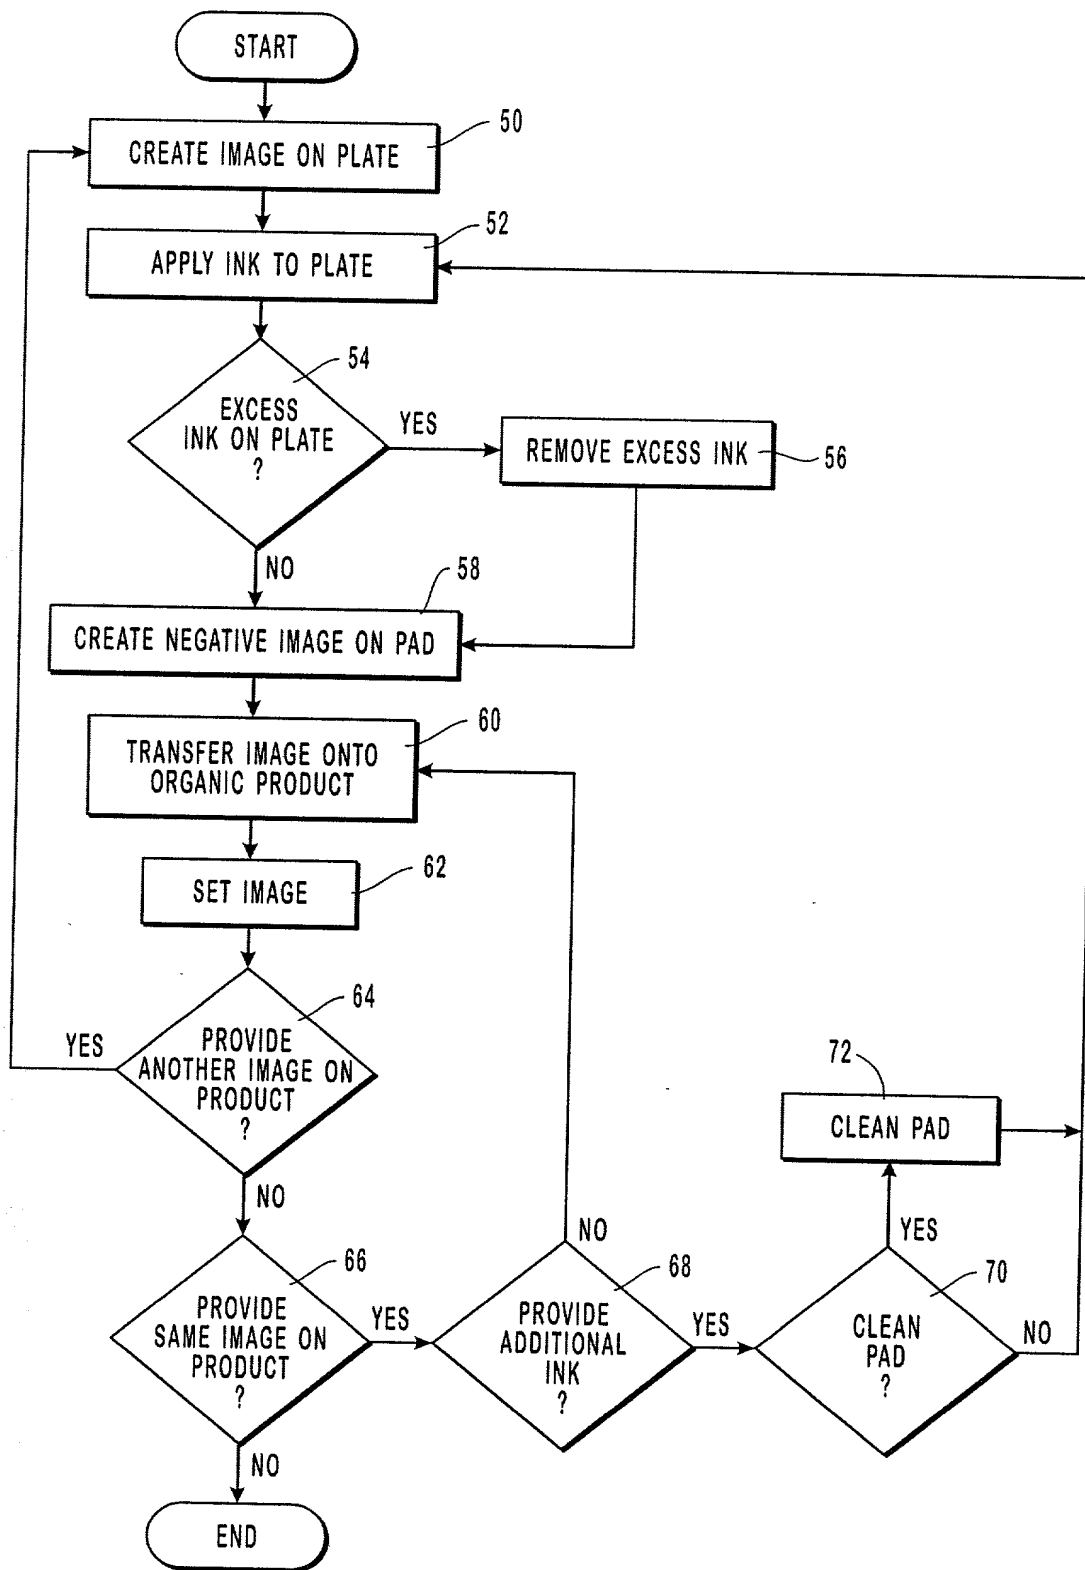 START
50
CREATE IMAGE ON PLATE
52
APPLY INK TO PLATE
54
EXCESS
INK ON PLATE
?
YES
REMOVE EXCESS INK
56
NO
58
CREATE NEGATIVE IMAGE ON PAD
60
TRANSFER IMAGE ONTO
ORGANIC PRODUCT
62
SET IMAGE
64
YES
PROVIDE
ANOTHER IMAGE ON
PRODUCT
?
NO
72
CLEAN PAD
66
PROVIDE
SAME IMAGE ON
PRODUCT
?
YES
NO
68
PROVIDE
ADDITIONAL
INK
?
YES
YES
70
CLEAN
PAD
?
NO
NO
END